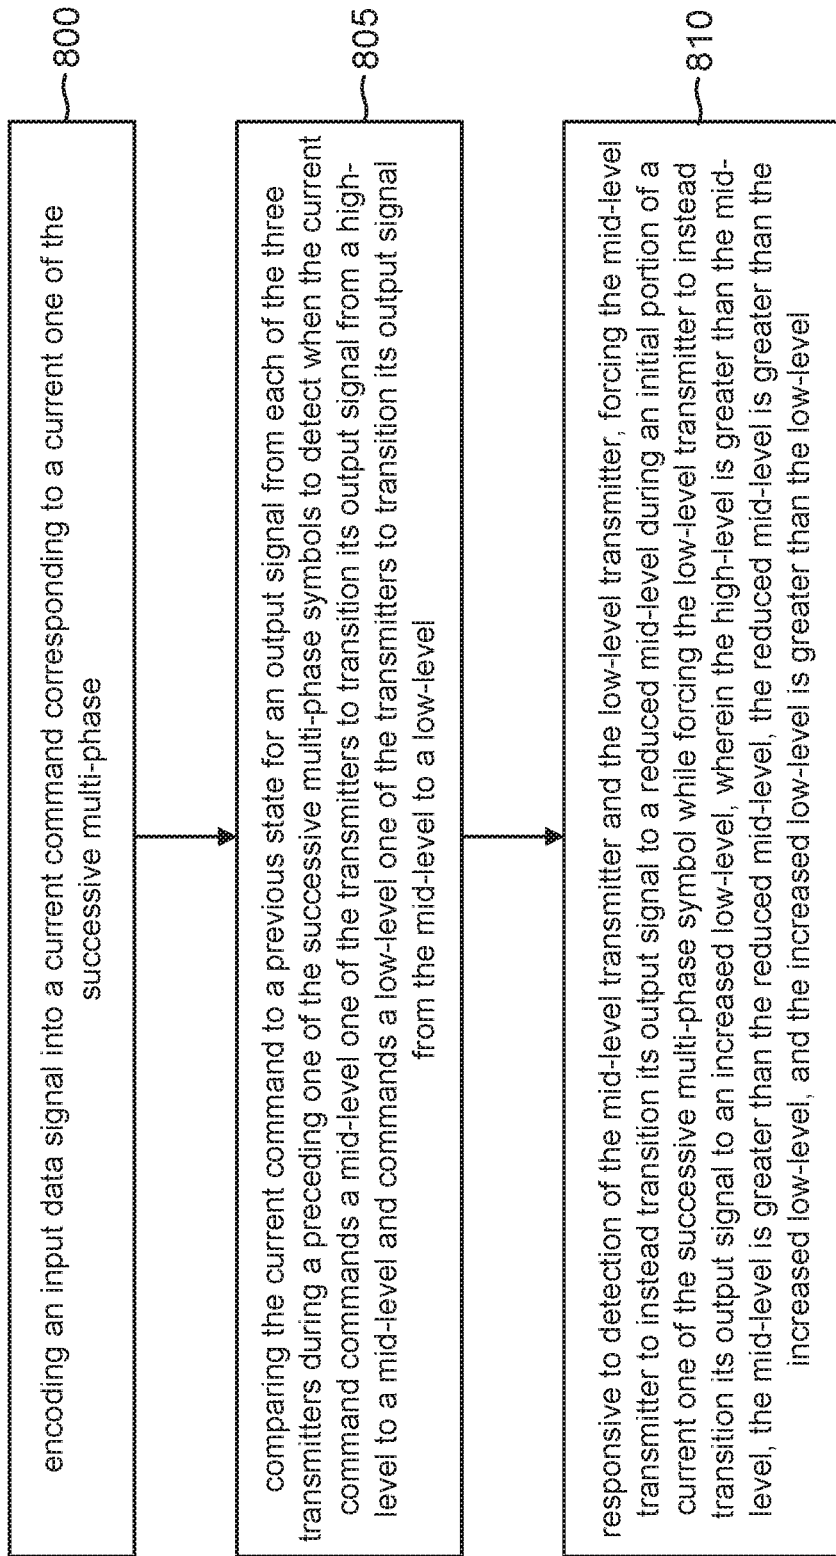 encoding an input data signal into a current command corresponding to a current one of the
successive multi-phase
800
comparing the current command to a previous state for an output signal from each of the three
transmitters during a preceding one of the successive multi-phase symbols to detect when the current
command commands a mid-level one of the transmitters to transition its output signal from a high-
level to a mid-level and commands a low-level one of the transmitters to transition its output signal
from the mid-level to a low-level
805
responsive to detection of the mid-level transmitter and the low-level transmitter, forcing the mid-level
transmitter to instead transition its output signal to a reduced mid-level during an initial portion of a
current one of the successive multi-phase symbol while forcing the low-level transmitter to instead
transition its output signal to an increased low-level, wherein the high-level is greater than the mid-
level, the mid-level is greater than the reduced mid-level, the reduced mid-level is greater than the
increased low-level, and the increased low-level is greater than the low-level
810